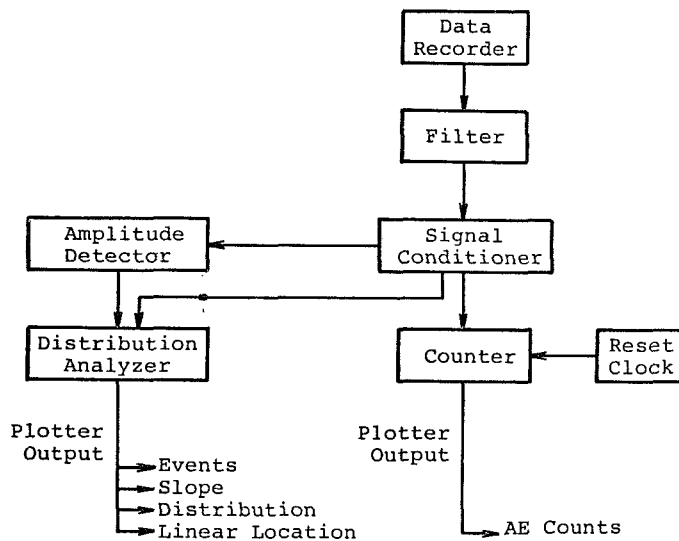 Data
Recorder
Filter
Amplitude
Detector
Signal
Conditioner
Distribution
Analyzer
Counter
Reset
Clock
Plotter
Output
Plotter
Output
Events
Slope
Distribution
Linear Location
AE Counts